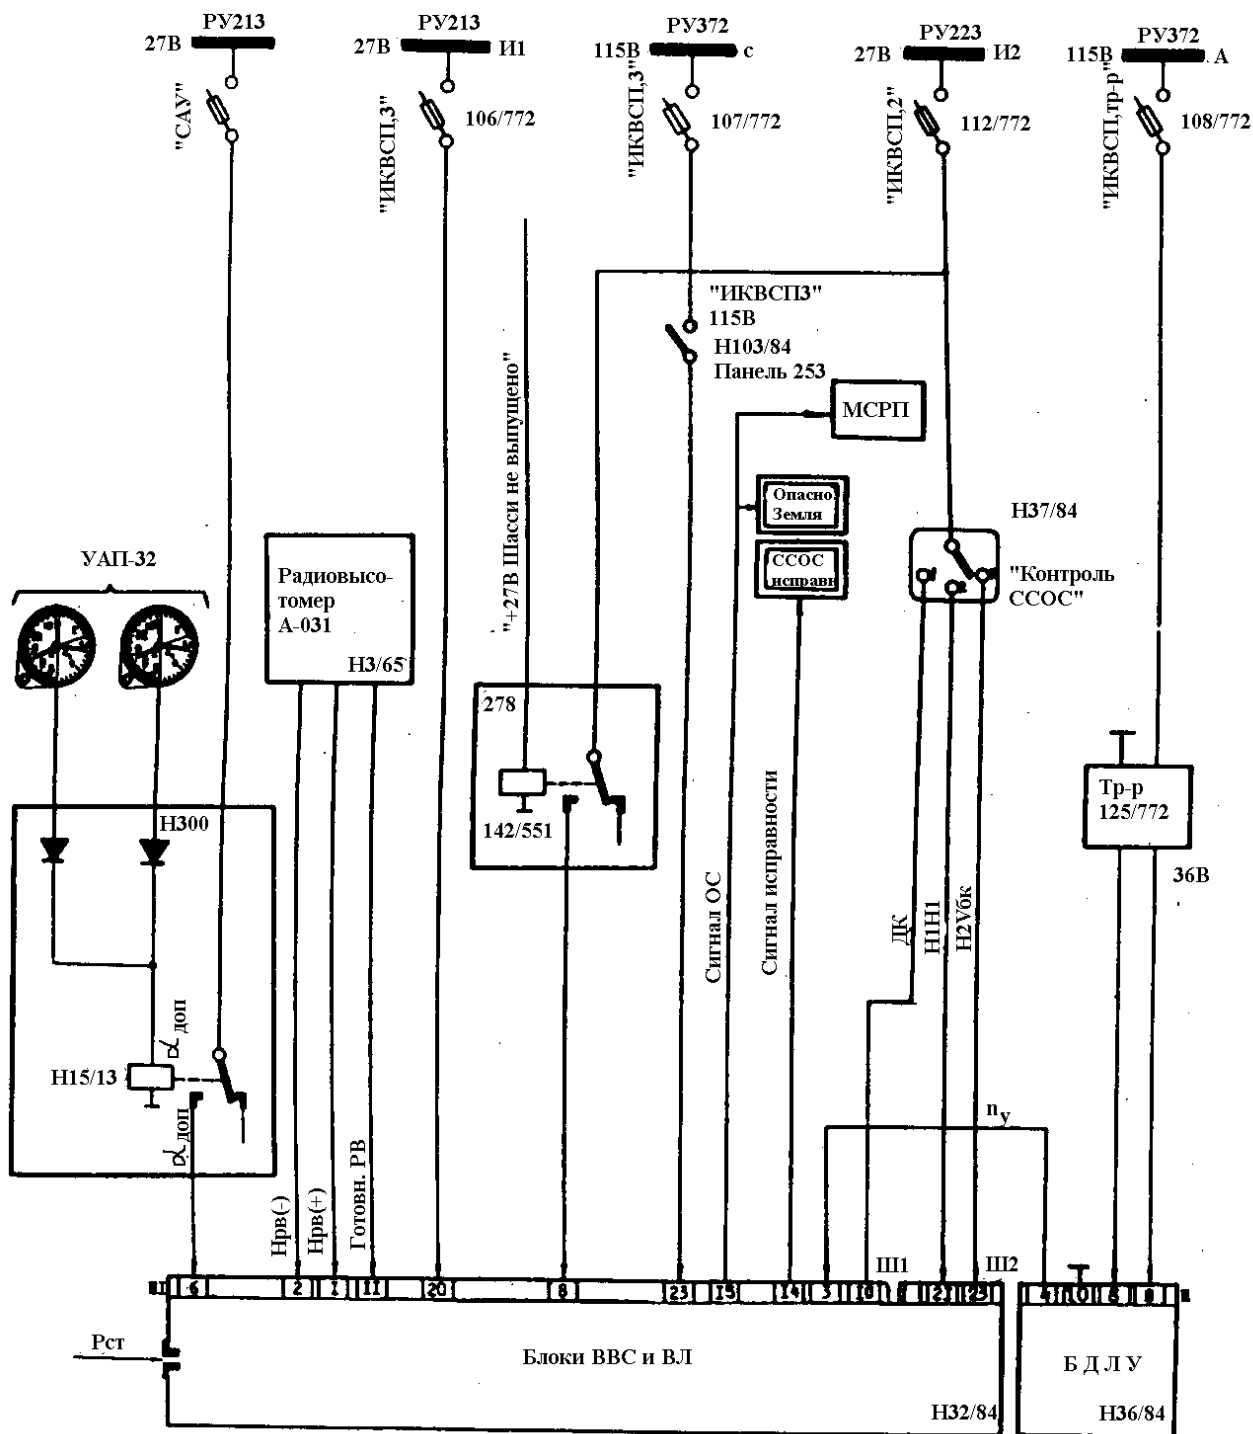 РУ213
27В
"САУ"
РУ213
27В
И1
"ИКВСП,3"
106/772
РУ372
115В
с
"ИКВСП,3"
107/772
РУ223
27В
И2
"ИКВСП,2"
112/772
РУ372
115В
А
"ИКВСП,тр-р"
108/772
"ИКВСП3"
115В
Н103/84
Панель 253
"+27В Шасси не выпущено"
МСРП
Опасно
Земля
ССОС
исправн
Н37/84
1
2
"Контроль
ССОС"
УАП-32
Радиовысо-
томер
А-031
Н3/65
278
142/551
Тр-р
125/772
36В
Н300
Н15/13
доп
доп
Нрв(-)
Нрв(+)
Готовн. РВ
Сигнал ОС
Сигнал исправности
ДК
Н1Н1
Н2Vбк
nу
Ш1
Ш2
6
2
1
11
20
8
23
15
14
3
10
21
23
4
10
6
8
Рст
Блоки ВВС и ВЛ
Н32/84
Б Д Л У
Н36/84